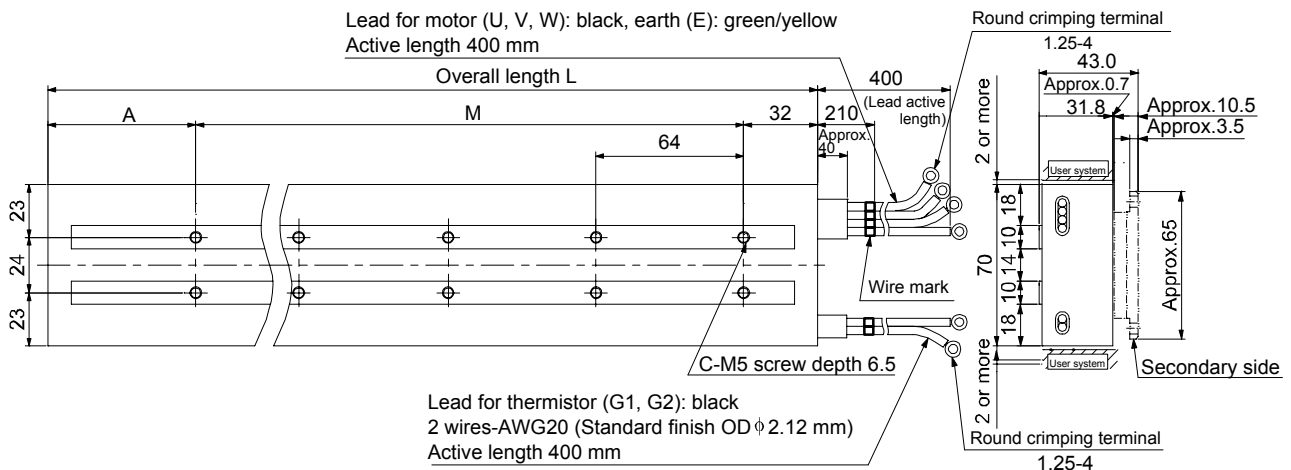 Lead for motor (U, V, W): black, earth (E): green/yellow
Active length 400 mm
Round crimping terminal
1.25-4
Overall length L
400
(Lead active
length)
43.0
Approx.0.7
31.8
Approx.10.5
Approx.3.5
2 or more
A
M
32
210
Approx.
40
64
User system
23
24
23
18
10
14
10
18
70
Approx.65
Wire mark
C-M5 screw depth 6.5
User system
2 or more
Secondary side
Lead for thermistor (G1, G2): black
2 wires-AWG20 (Standard finish OD ϕ 2.12 mm)
Active length 400 mm
Round crimping terminal
1.25-4